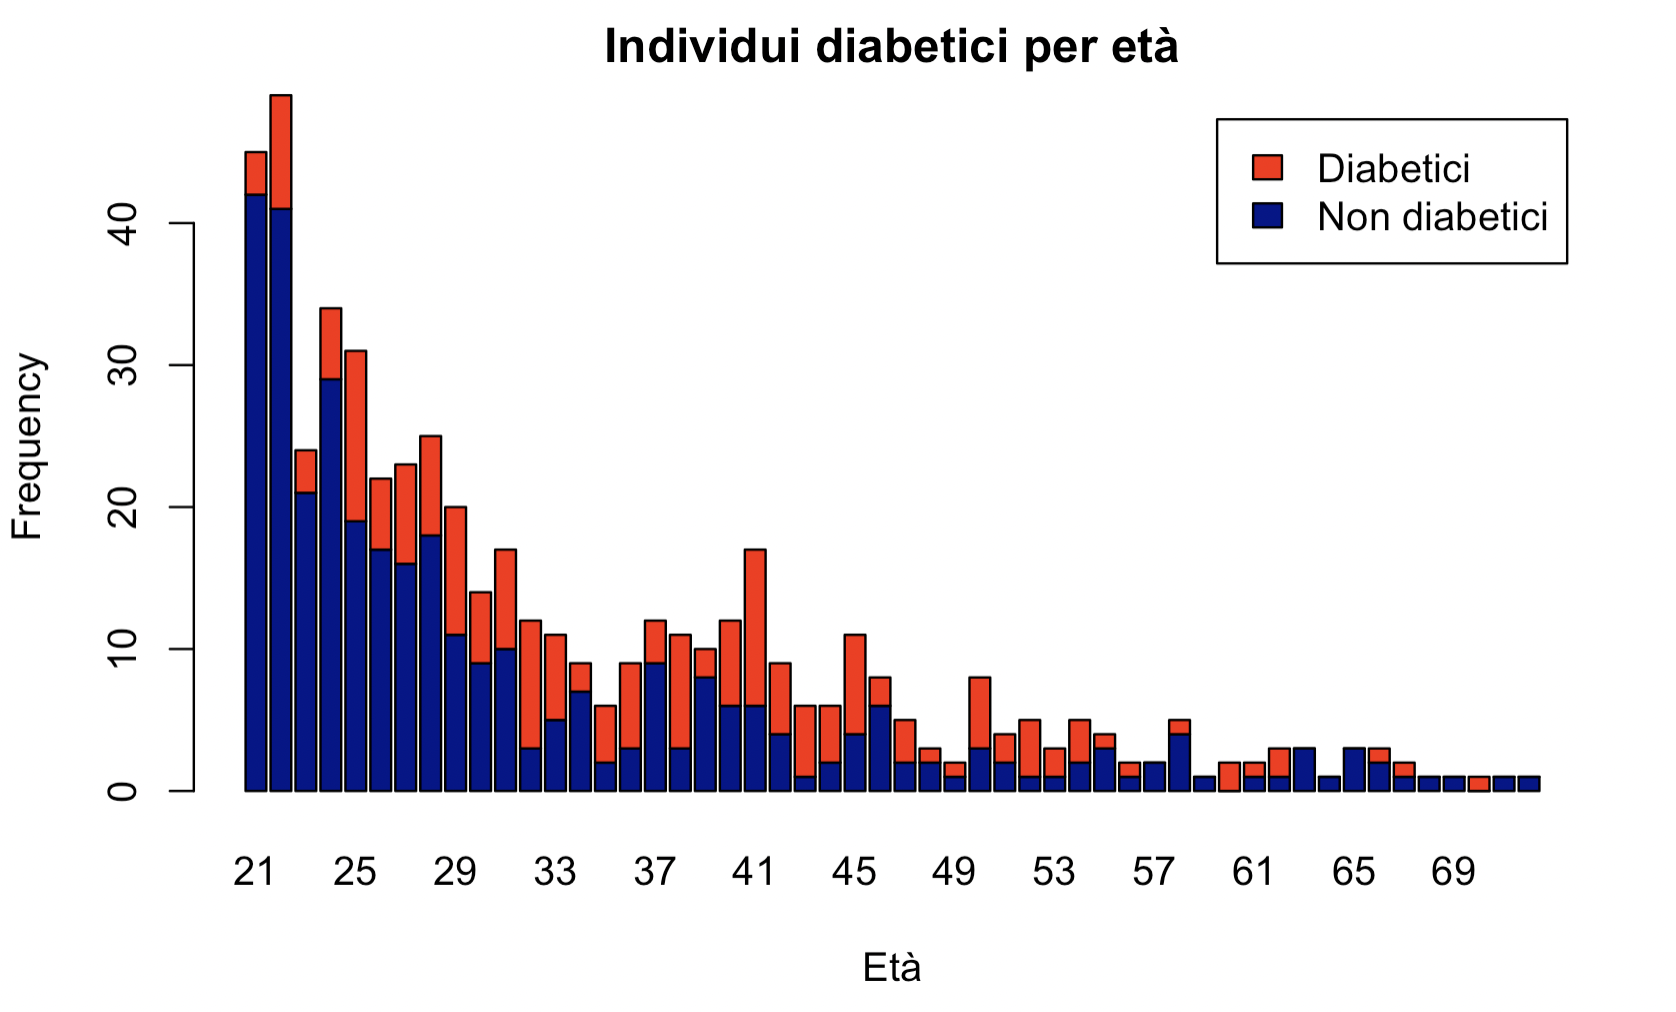 Individui diabetici per età
Diabetici
Non diabetici
Frequency
40
30
20
10
0
21 25 29 33 37 41 45 49 53 57 61 65 69
Età